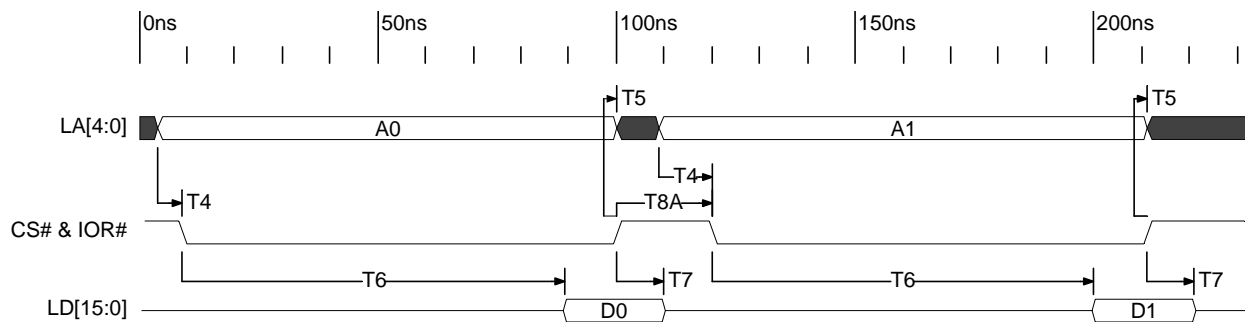 0ns 50ns 100ns 150ns 200ns
T5 T5
LA[4:0] A0 A1
T4 T4
T8A
CS# & IOR#
T6 T7 T6 T7
LD[15:0] D0 D1